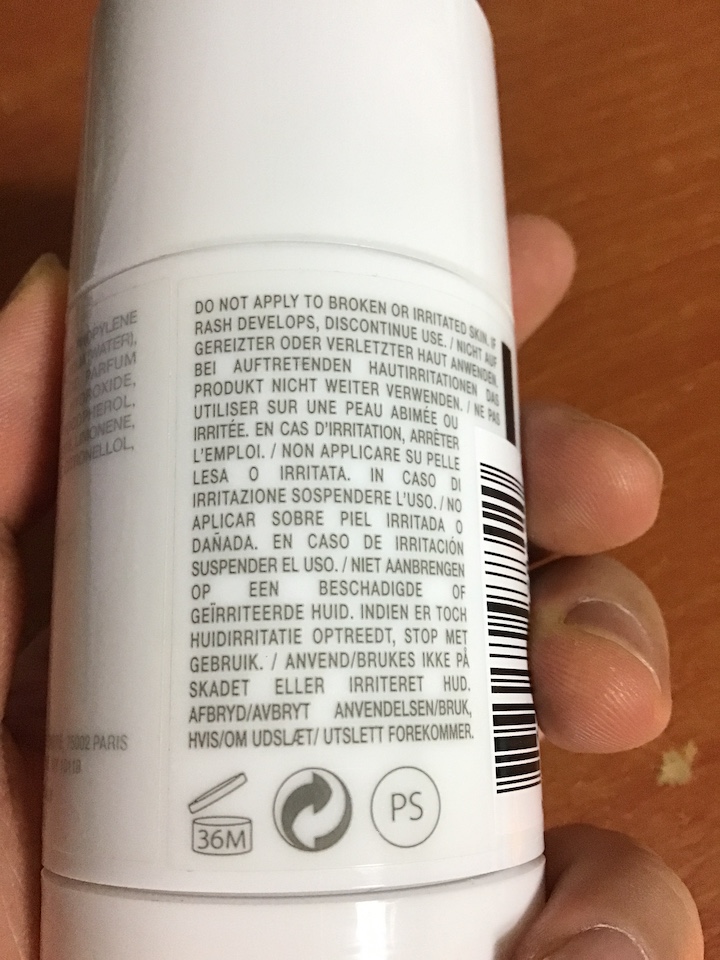 DO NOT APPLY TO BROKEN OR IRRITATED SKIN. IF
RASH DEVELOPS, DISCONTINUE USE. / NICHT AUF
GEREIZTER ODER VERLETZTER HAUT ANWENDEN.
BEI AUFTRETENDEN HAUTIRRITATIONEN DAS
PRODUKT NICHT WEITER VERWENDEN. / NE PAS
UTILISER SUR UNE PEAU ABIMÉE OU
IRRITÉE. EN CAS D'IRRITATION, ARRÊTER
L'EMPLOI. / NON APPLICARE SU PELLE
LESA O IRRITATA. IN CASO DI
IRRITAZIONE SOSPENDERE L'USO. / NO
APLICAR SOBRE PIEL IRRITADA O
DAÑADA. EN CASO DE IRRITACIÓN
SUSPENDER EL USO. / NIET AANBRENGEN
OP EEN BESCHADIGDE OF
GEÏRRITEERDE HUID. INDIEN ER TOCH
HUIDIRRITATIE OPTREEDT, STOP MET
GEBRUIK. / ANVEND/BRUKES IKKE PÅ
SKADET ELLER IRRITERET HUD.
AFBRYD/AVBRYT ANVENDELSEN/BRUK,
HVIS/OM UDSLÆT/ UTSLETT FOREKOMMER.
36M
PS
PARFUM
75002 PARIS